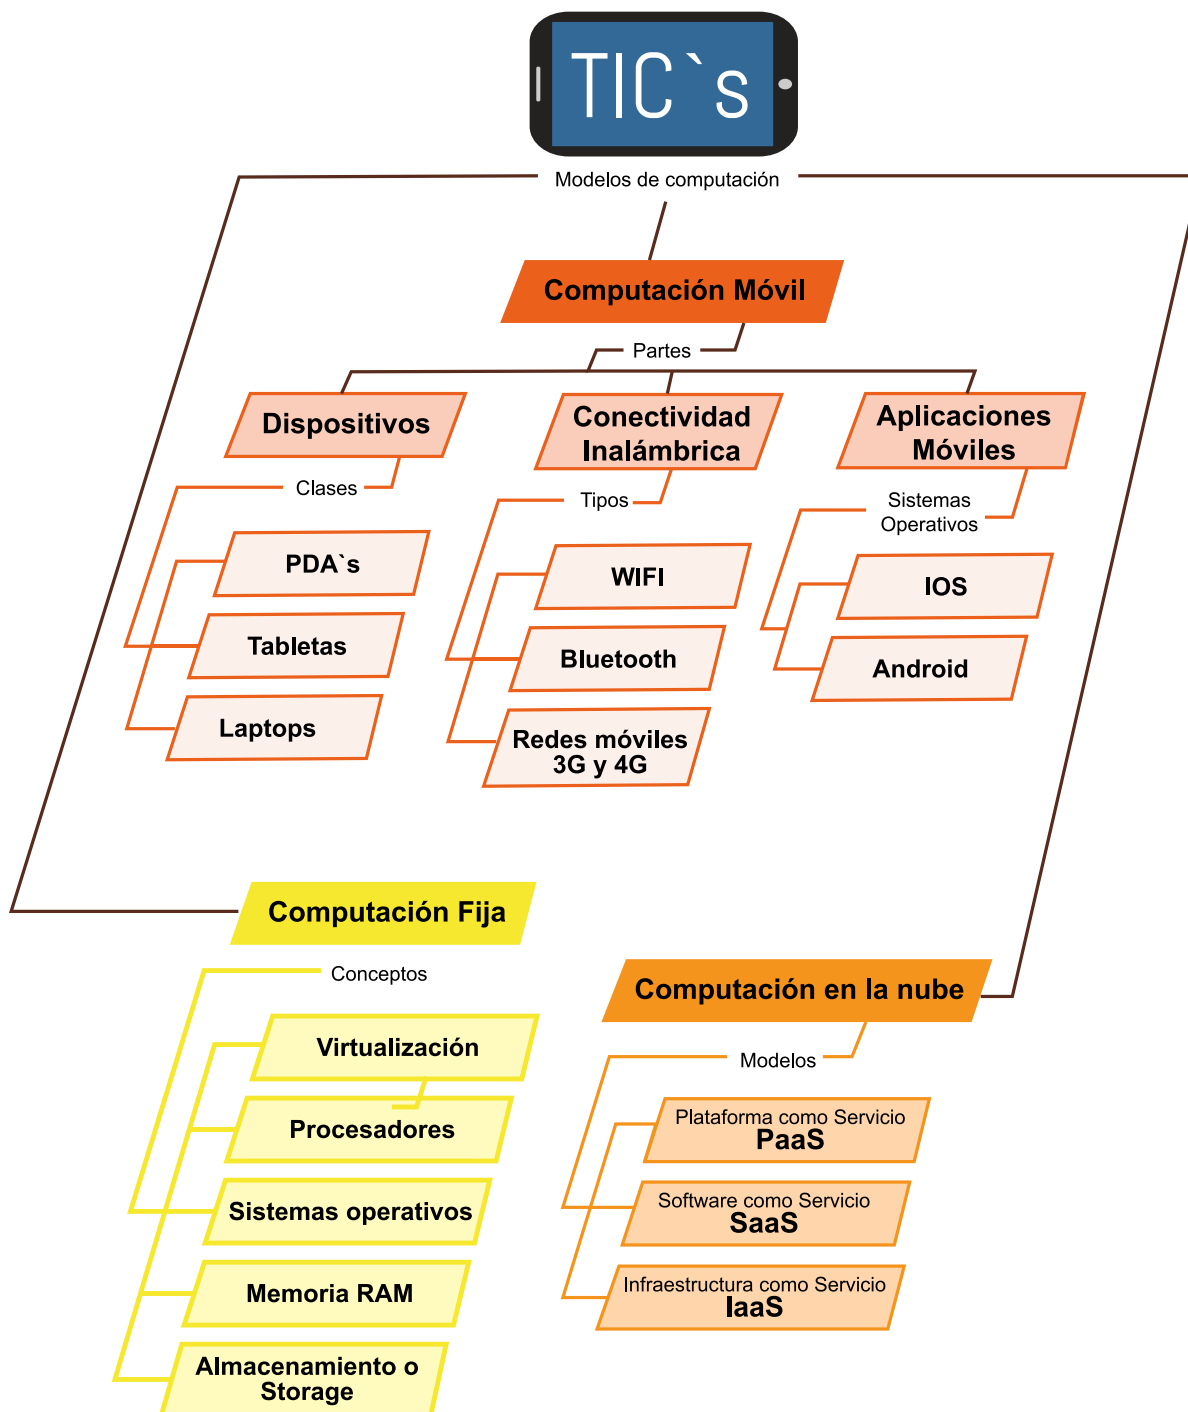 TIC`s
Modelos de computación
Computación Móvil
Partes
Dispositivos
Clases
PDA`s
Tabletas
Laptops
Conectividad
Inalámbrica
Tipos
WIFI
Bluetooth
Redes móviles
3G y 4G
Aplicaciones
Móviles
Sistemas
Operativos
IOS
Android
Computación Fija
Conceptos
Virtualización
Procesadores
Sistemas operativos
Memoria RAM
Almacenamiento o
Storage
Computación en la nube
Modelos
Plataforma como Servicio
PaaS
Software como Servicio
SaaS
Infraestructura como Servicio
IaaS